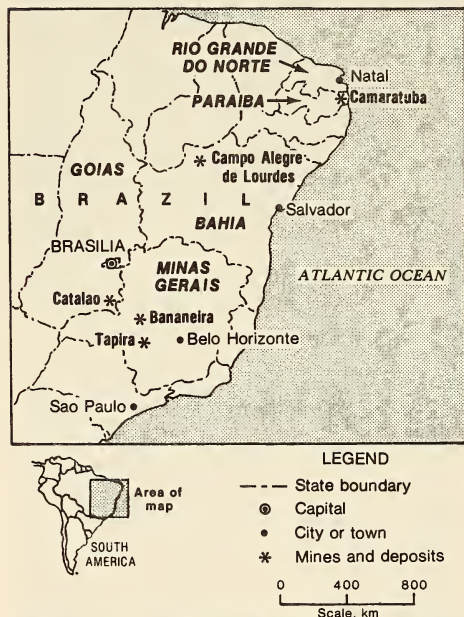 RIO GRANDE
DO NORTE
Natal
PARAIBA
Camaratuba
GOIAS
Campo Alegre
de Lourdes
BRAZIL
BAHIA
Salvador
BRASILIA
MINAS
GERAIS
ATLANTIC OCEAN
Catalao
Bananeira
Tapira
Belo Horizonte
Sao Paulo
LEGEND
State boundary
Capital
City or town
Mines and deposits
Area of
map
SOUTH
AMERICA
0 400 800
Scale, km